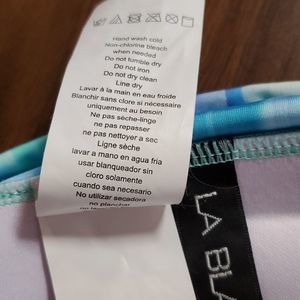 Hand wash cold
Non-chlorine bleach
when needed
Do not tumble dry
Do not iron
Do not dry clean
Line dry
Lavar à la main en eau froide
Blanchir sans clore si nécessaire
uniquement au besoin
Ne pas sèche-linge
ne pas repasser
ne pas nettoyer a sec
Ligne sèche
lavar a mano en agua fria
usar blanqueador sin
cloro solamente
cuando sea necesario
No utilizar secadora
no planchar
LA BLA